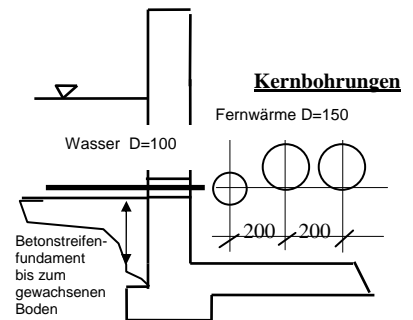 Kernbohrungen
Fernwärme D=150
Wasser D=100
200 200
Betonstreifen-
fundament
bis zum
gewachsenen
Boden